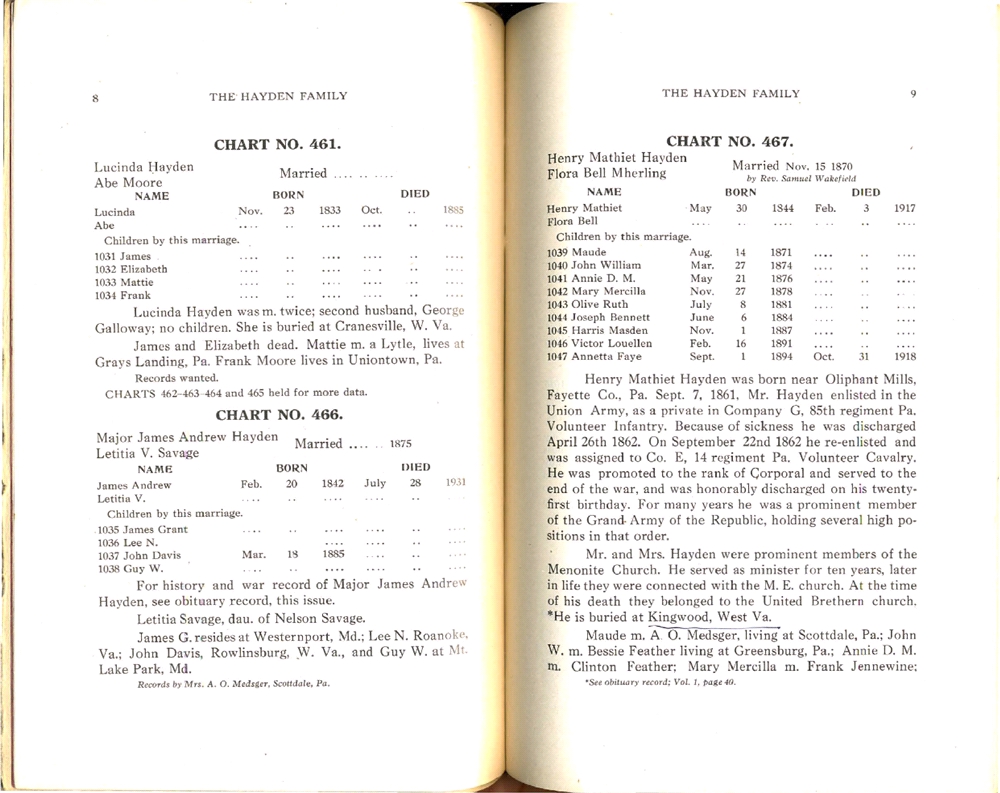 8 THE HAYDEN FAMILY
CHART NO. 461.
Lucinda Hayden
Abe Moore
Married .... .. ....
NAME BORN DIED
Lucinda Nov. 23 1833 Oct. .. 1885
Abe .... .. .... .... .. ....
Children by this marriage.
1031 James .... .. .... .... .. ....
1032 Elizabeth .... .. .... .... .. ....
1033 Mattie .... .. .... .... .. ....
1034 Frank .... .. .... .... .. ....
Lucinda Hayden was m. twice; second husband, George
Galloway; no children. She is buried at Cranesville, W. Va.
James and Elizabeth dead. Mattie m. a Lytle, lives at
Grays Landing, Pa. Frank Moore lives in Uniontown, Pa.
Records wanted.
CHARTS 462-463-464 and 465 held for more data.
CHART NO. 466.
Major James Andrew Hayden
Letitia V. Savage
Married .... .. 1875
NAME BORN DIED
James Andrew Feb. 20 1842 July 28 1931
Letitia V. .... .. .... .... .. ....
Children by this marriage.
1035 James Grant .... .. .... .... .. ....
1036 Lee N. .... .... .. ....
1037 John Davis Mar. 18 1885 .... .. ....
1038 Guy W. .... .. .... .... .. ....
For history and war record of Major James Andrew
Hayden, see obituary record, this issue.
Letitia Savage, dau. of Nelson Savage.
James G. resides at Westernport, Md.; Lee N. Roanoke,
Va.; John Davis, Rowlinsburg, W. Va., and Guy W. at Mt.
Lake Park, Md.
Records by Mrs. A. O. Medsger, Scottdale, Pa.
THE HAYDEN FAMILY 9
CHART NO. 467.
Henry Mathiet Hayden
Flora Bell Mherling
Married Nov. 15 1870
by Rev. Samuel Wakefield
NAME BORN DIED
Henry Mathiet May 30 1844 Feb. 3 1917
Flora Bell .... .. .... .... .. ....
Children by this marriage.
1039 Maude Aug. 14 1871 .... .. ....
1040 John William Mar. 27 1874 .... .. ....
1041 Annie D. M. May 21 1876 .... .. ....
1042 Mary Mercilla Nov. 27 1878 .... .. ....
1043 Olive Ruth July 8 1881 .... .. ....
1044 Joseph Bennett June 6 1884 .... .. ....
1045 Harris Masden Nov. 1 1887 .... .. ....
1046 Victor Louellen Feb. 16 1891 .... .. ....
1047 Annetta Faye Sept. 1 1894 Oct. 31 1918
Henry Mathiet Hayden was born near Oliphant Mills,
Fayette Co., Pa. Sept. 7, 1861, Mr. Hayden enlisted in the
Union Army, as a private in Company G, 85th regiment Pa.
Volunteer Infantry. Because of sickness he was discharged
April 26th 1862. On September 22nd 1862 he re-enlisted and
was assigned to Co. E, 14 regiment Pa. Volunteer Cavalry.
He was promoted to the rank of Corporal and served to the
end of the war, and was honorably discharged on his twenty-
first birthday. For many years he was a prominent member
of the Grand Army of the Republic, holding several high po-
sitions in that order.
Mr. and Mrs. Hayden were prominent members of the
Menonite Church. He served as minister for ten years, later
in life they were connected with the M. E. church. At the time
of his death they belonged to the United Brethern church.
*He is buried at Kingwood, West Va.
Maude m. A. O. Medsger, living at Scottdale, Pa.; John
W. m. Bessie Feather living at Greensburg, Pa.; Annie D. M.
m. Clinton Feather; Mary Mercilla m. Frank Jennewine;
*See obituary record; Vol. 1, page 40.